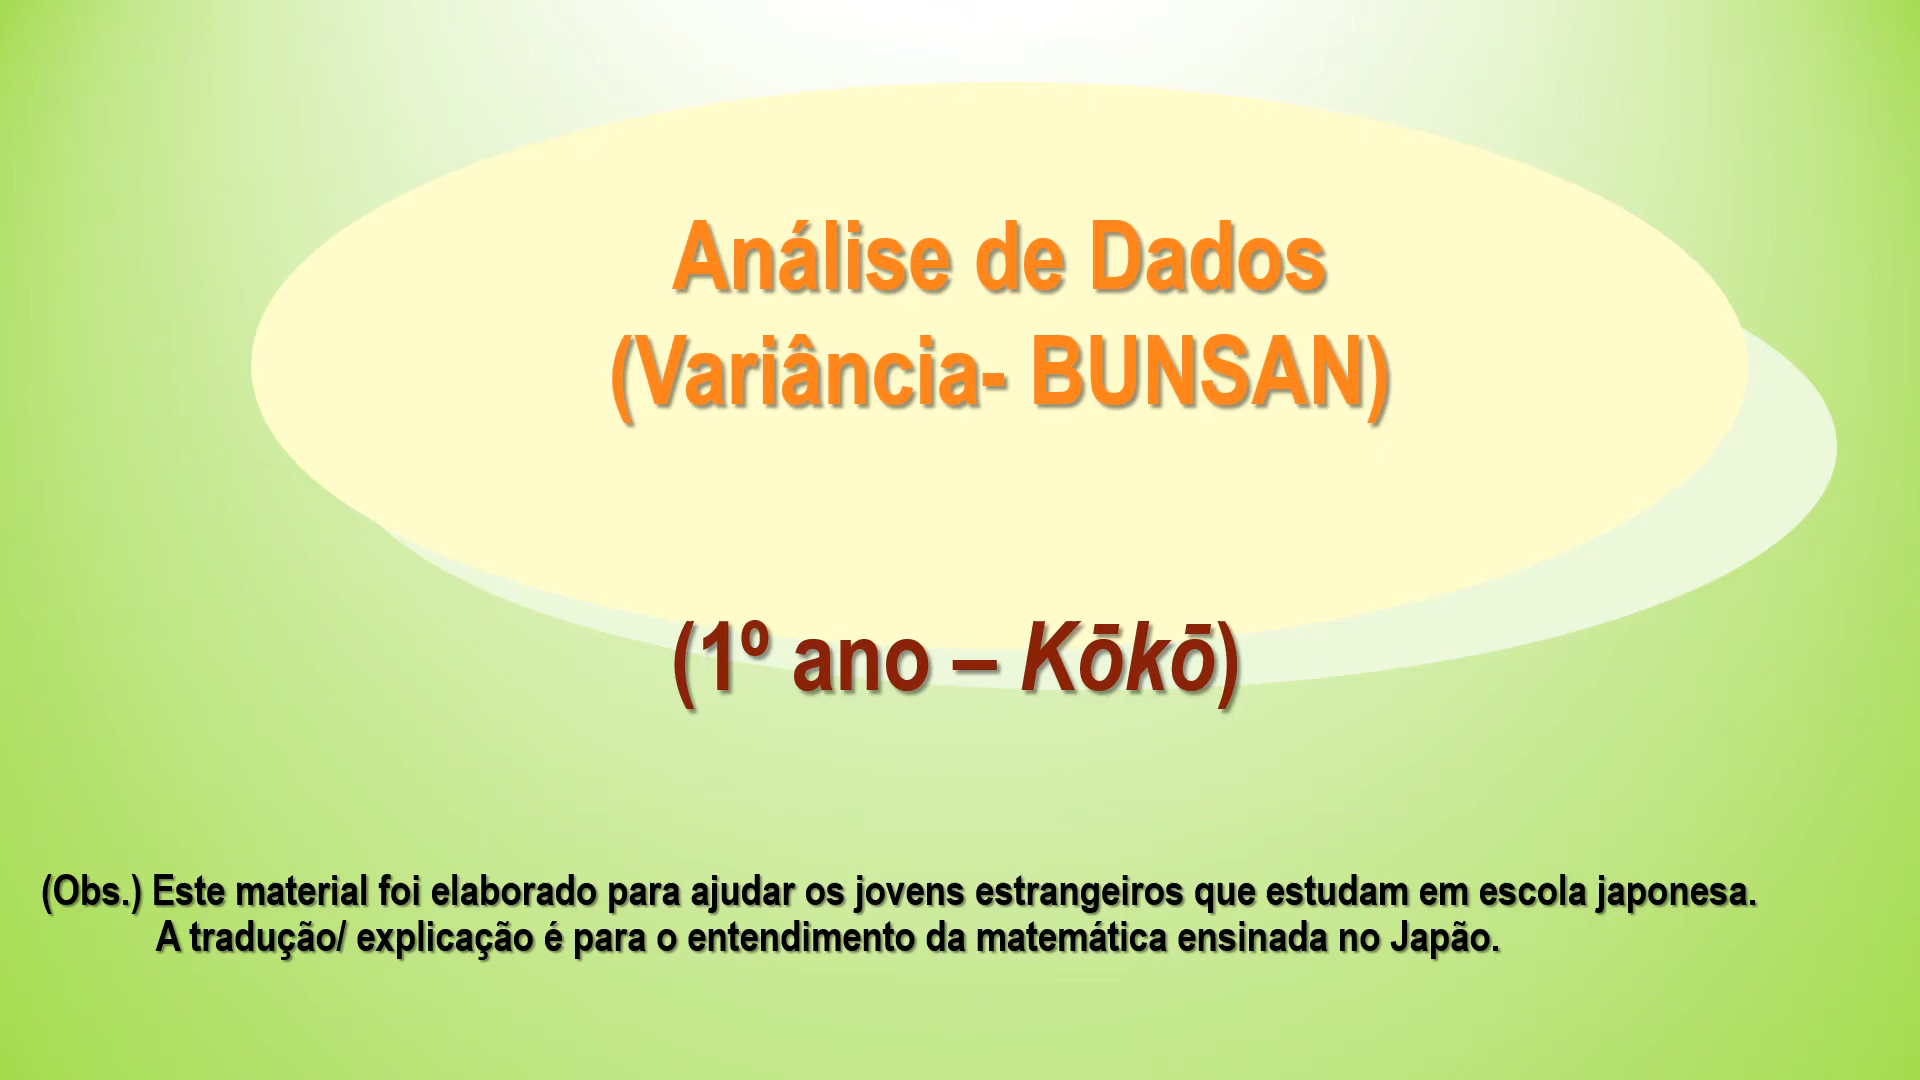 Análise de Dados
(Variância- BUNSAN)
(1º ano – Kōkō)
(Obs.) Este material foi elaborado para ajudar os jovens estrangeiros que estudam em escola japonesa.
A tradução/ explicação é para o entendimento da matemática ensinada no Japão.